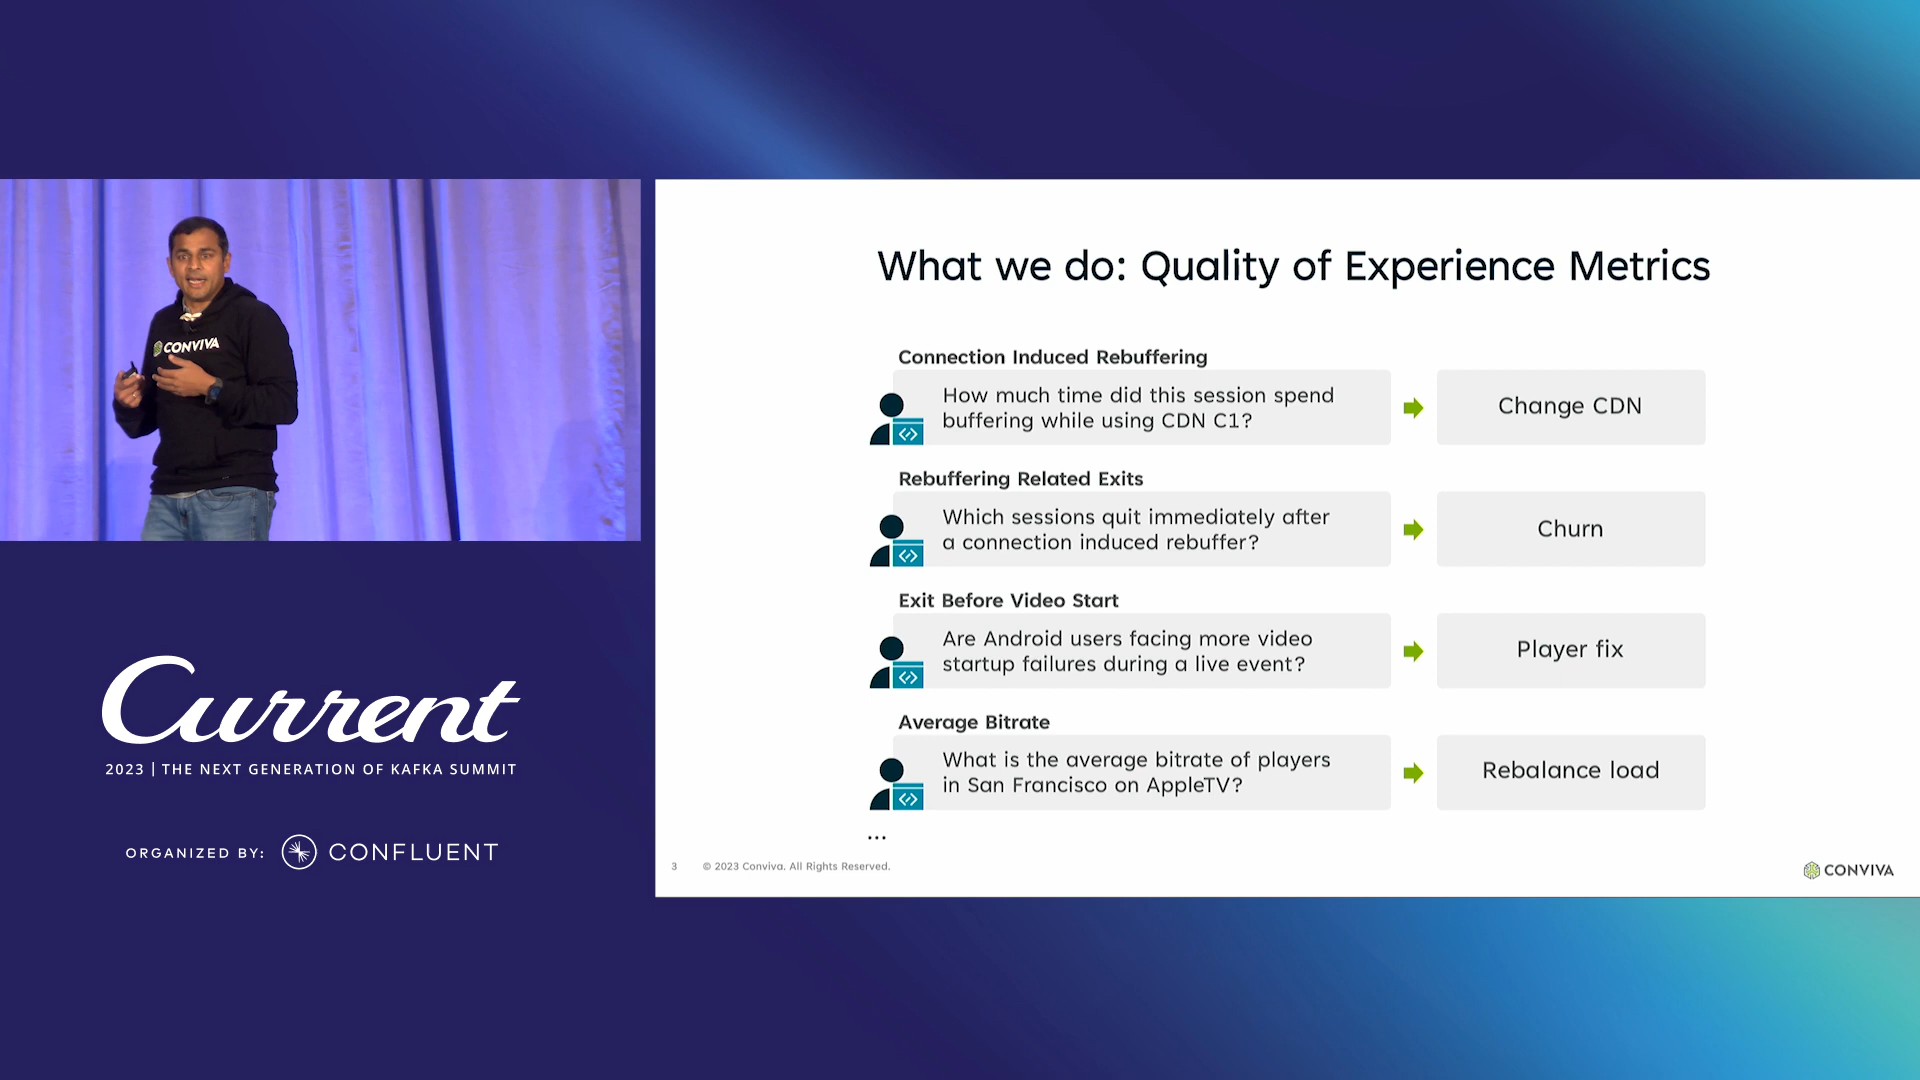 CONVIVA
Current
2023 | THE NEXT GENERATION OF KAFKA SUMMIT
ORGANIZED BY: CONFLUENT
What we do: Quality of Experience Metrics
Connection Induced Rebuffering
How much time did this session spend
buffering while using CDN C1?
Change CDN
Rebuffering Related Exits
Which sessions quit immediately after
a connection induced rebuffer?
Churn
Exit Before Video Start
Are Android users facing more video
startup failures during a live event?
Player fix
Average Bitrate
What is the average bitrate of players
in San Francisco on AppleTV?
Rebalance load
...
3 © 2023 Conviva. All Rights Reserved.
CONVIVA